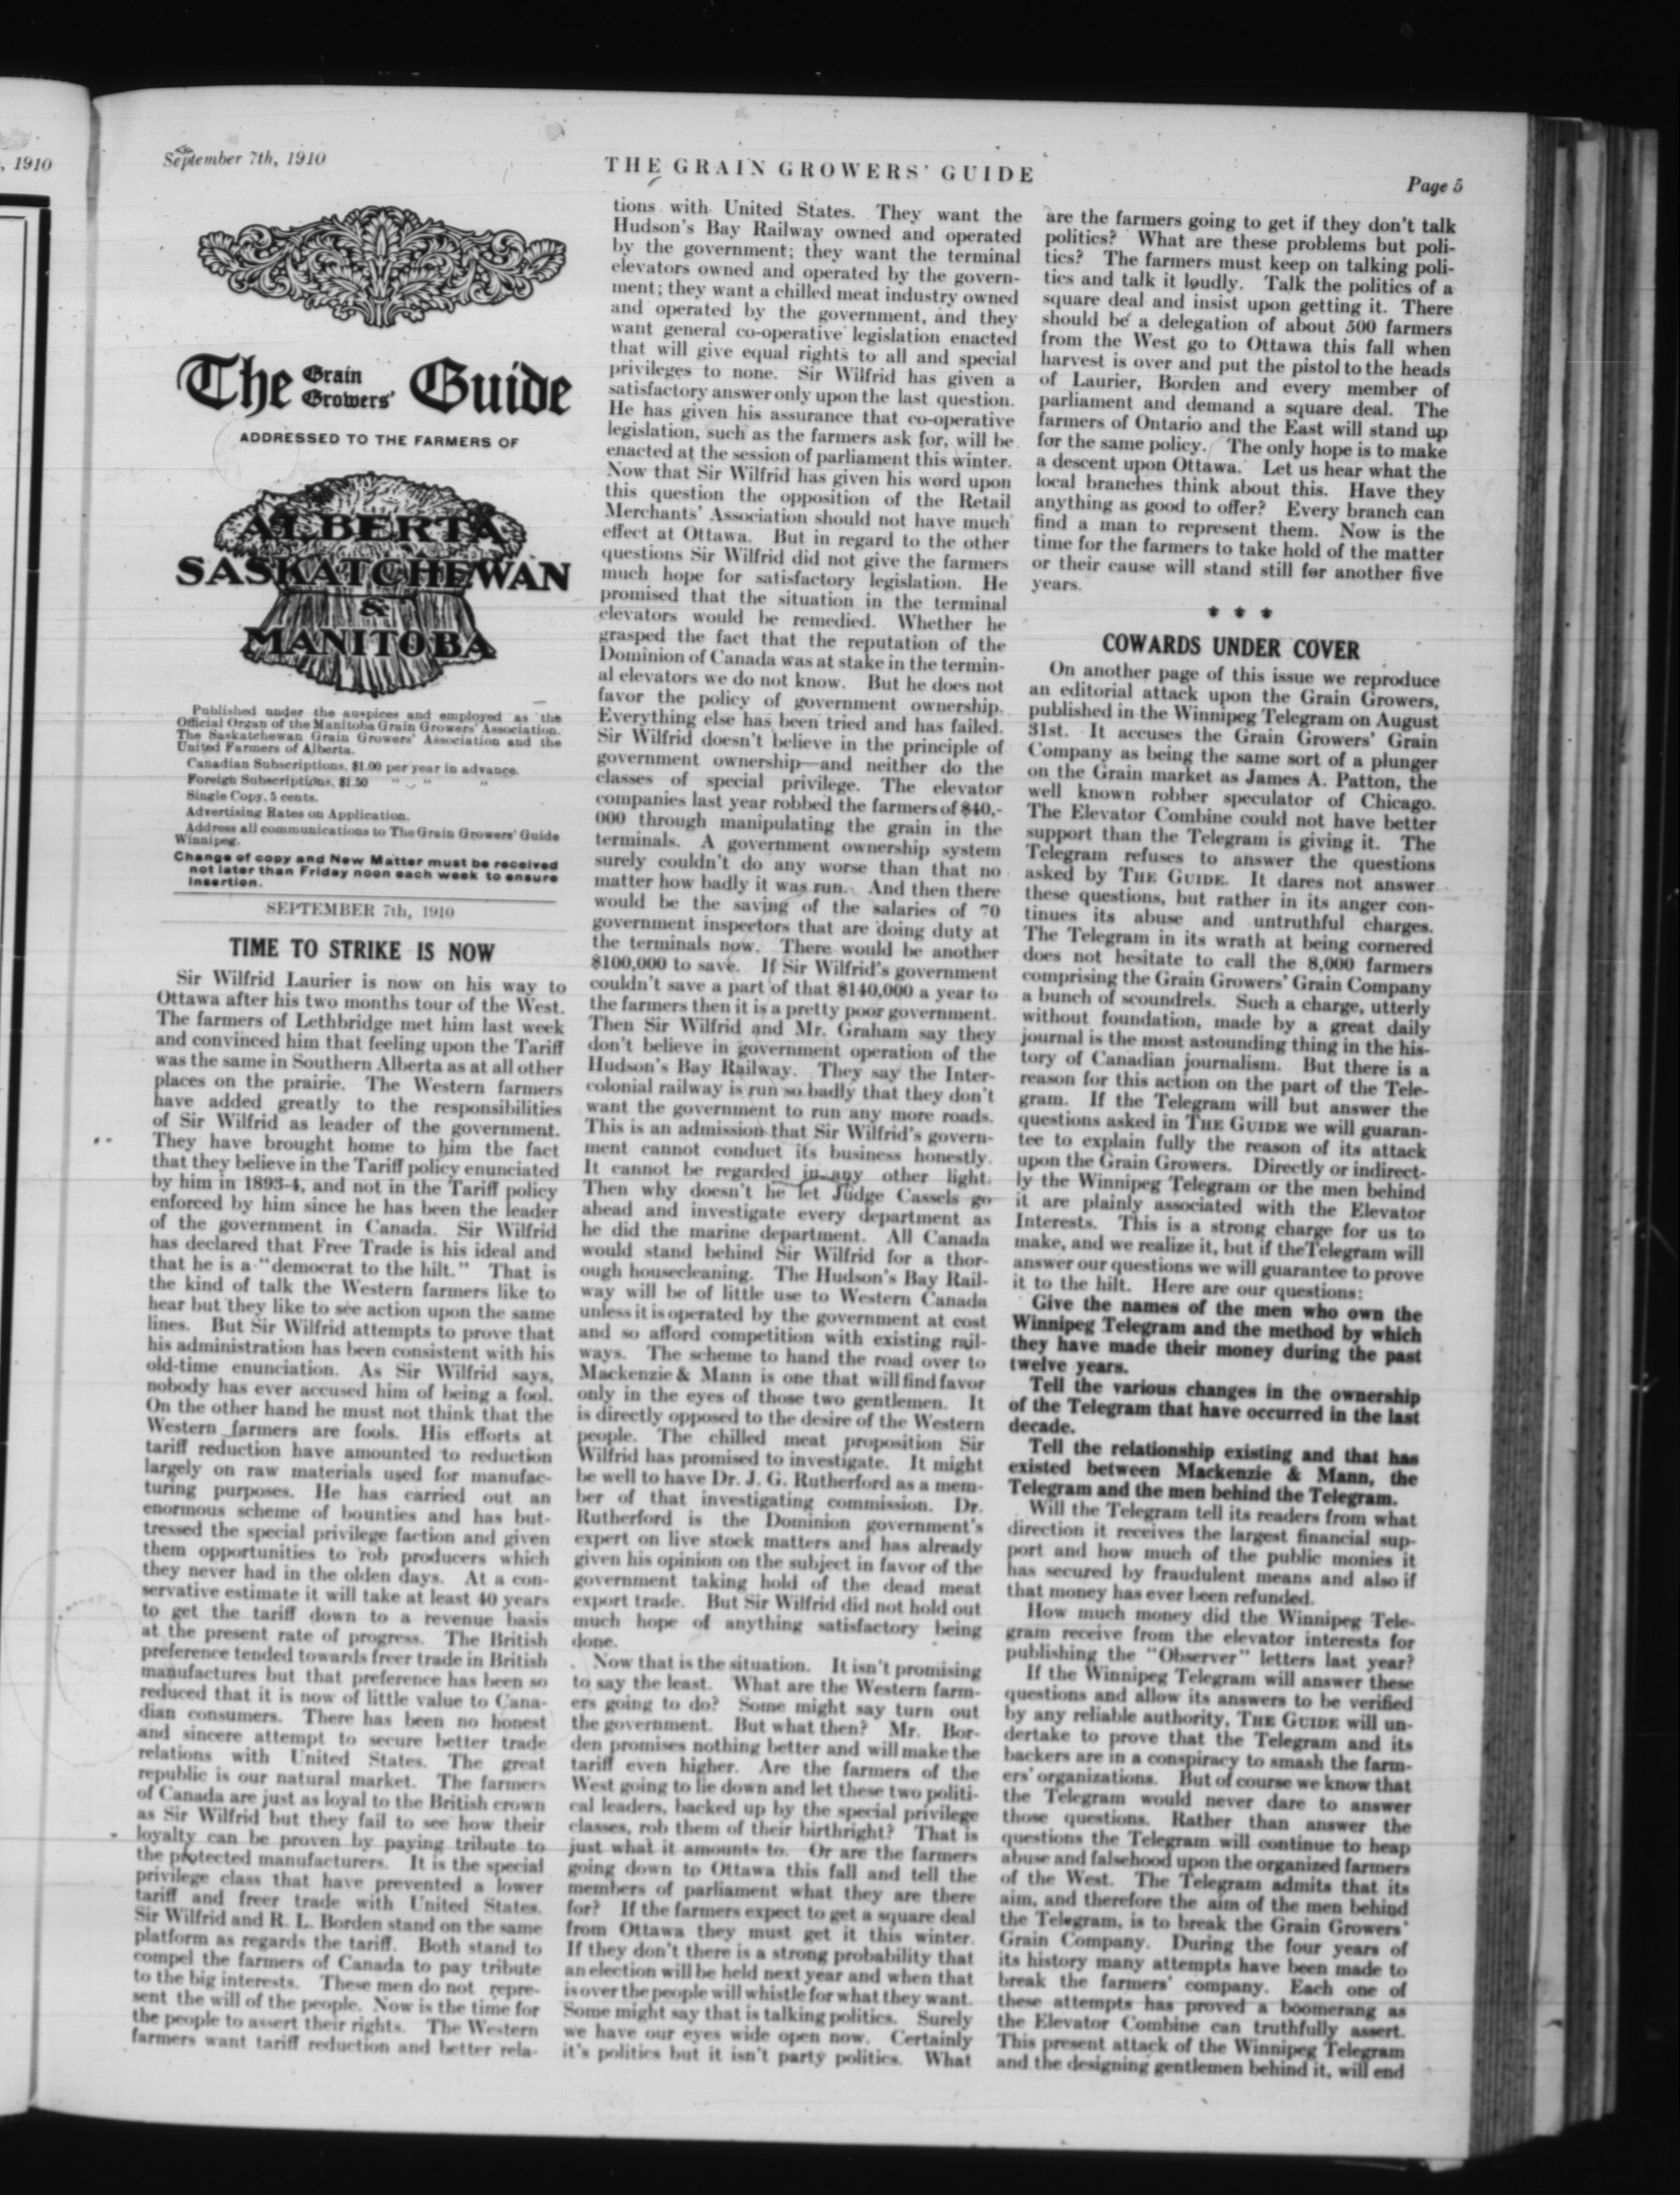 , 1910
September 7th, 1910
THE GRAIN GROWERS' GUIDE
Page 5
The Grain Growers' Guide
ADDRESSED TO THE FARMERS OF
ALBERTA
SASKATCHEWAN
&
MANITOBA
Published under the auspices and employed as the
Official Organ of the Manitoba Grain Growers' Association.
The Saskatchewan Grain Growers' Association and the
United Farmers of Alberta.
Canadian Subscriptions, $1.00 per year in advance.
Foreign Subscriptions, $1.50 " " "
Single Copy, 5 cents.
Advertising Rates on Application.
Address all communications to The Grain Growers' Guide
Winnipeg.
Change of copy and New Matter must be received
not later than Friday noon each week to ensure
insertion.
SEPTEMBER 7th, 1910
TIME TO STRIKE IS NOW
Sir Wilfrid Laurier is now on his way to
Ottawa after his two months tour of the West.
The farmers of Lethbridge met him last week
and convinced him that feeling upon the Tariff
was the same in Southern Alberta as at all other
places on the prairie. The Western farmers
have added greatly to the responsibilities
of Sir Wilfrid as leader of the government.
They have brought home to him the fact
that they believe in the Tariff policy enunciated
by him in 1893-4, and not in the Tariff policy
enforced by him since he has been the leader
of the government in Canada. Sir Wilfrid
has declared that Free Trade is his ideal and
that he is a "democrat to the hilt." That is
the kind of talk the Western farmers like to
hear but they like to see action upon the same
lines. But Sir Wilfrid attempts to prove that
his administration has been consistent with his
old-time enunciation. As Sir Wilfrid says,
nobody has ever accused him of being a fool.
On the other hand he must not think that the
Western farmers are fools. His efforts at
tariff reduction have amounted to reduction
largely on raw materials used for manufac-
turing purposes. He has carried out an
enormous scheme of bounties and has but-
tressed the special privilege faction and given
them opportunities to rob producers which
they never had in the olden days. At a con-
servative estimate it will take at least 40 years
to get the tariff down to a revenue basis
at the present rate of progress. The British
preference tended towards freer trade in British
manufactures but that preference has been so
reduced that it is now of little value to Cana-
dian consumers. There has been no honest
and sincere attempt to secure better trade
relations with United States. The great
republic is our natural market. The farmers
of Canada are just as loyal to the British crown
as Sir Wilfrid but they fail to see how their
loyalty can be proven by paying tribute to
the protected manufacturers. It is the special
privilege class that have prevented a lower
tariff and freer trade with United States.
Sir Wilfrid and R. L. Borden stand on the same
platform as regards the tariff. Both stand to
compel the farmers of Canada to pay tribute
to the big interests. These men do not repre-
sent the will of the people. Now is the time for
the people to assert their rights. The Western
farmers want tariff reduction and better rela-
tions with United States. They want the
Hudson's Bay Railway owned and operated
by the government; they want the terminal
elevators owned and operated by the govern-
ment; they want a chilled meat industry owned
and operated by the government, and they
want general co-operative legislation enacted
that will give equal rights to all and special
privileges to none. Sir Wilfrid has given a
satisfactory answer only upon the last question.
He has given his assurance that co-operative
legislation, such as the farmers ask for, will be
enacted at the session of parliament this winter.
Now that Sir Wilfrid has given his word upon
this question the opposition of the Retail
Merchants' Association should not have much
effect at Ottawa. But in regard to the other
questions Sir Wilfrid did not give the farmers
much hope for satisfactory legislation. He
promised that the situation in the terminal
elevators would be remedied. Whether he
grasped the fact that the reputation of the
Dominion of Canada was at stake in the termin-
al elevators we do not know. But he does not
favor the policy of government ownership.
Everything else has been tried and has failed.
Sir Wilfrid doesn't believe in the principle of
government ownership—and neither do the
classes of special privilege. The elevator
companies last year robbed the farmers of $40,-
000 through manipulating the grain in the
terminals. A government ownership system
surely couldn't do any worse than that no
matter how badly it was run. And then there
would be the saving of the salaries of 70
government inspectors that are doing duty at
the terminals now. There would be another
$100,000 to save. If Sir Wilfrid's government
couldn't save a part of that $140,000 a year to
the farmers then it is a pretty poor government.
Then Sir Wilfrid and Mr. Graham say they
don't believe in government operation of the
Hudson's Bay Railway. They say the Inter-
colonial railway is run so badly that they don't
want the government to run any more roads.
This is an admission that Sir Wilfrid's govern-
ment cannot conduct its business honestly.
It cannot be regarded in any other light.
Then why doesn't he let Judge Cassels go
ahead and investigate every department as
he did the marine department. All Canada
would stand behind Sir Wilfrid for a thor-
ough housecleaning. The Hudson's Bay Rail-
way will be of little use to Western Canada
unless it is operated by the government at cost
and so afford competition with existing rail-
ways. The scheme to hand the road over to
Mackenzie & Mann is one that will find favor
only in the eyes of those two gentlemen. It
is directly opposed to the desire of the Western
people. The chilled meat proposition Sir
Wilfrid has promised to investigate. It might
be well to have Dr. J. G. Rutherford as a mem-
ber of that investigating commission. Dr.
Rutherford is the Dominion government's
expert on live stock matters and has already
given his opinion on the subject in favor of the
government taking hold of the dead meat
export trade. But Sir Wilfrid did not hold out
much hope of anything satisfactory being
done.
Now that is the situation. It isn't promising
to say the least. What are the Western farm-
ers going to do? Some might say turn out
the government. But what then? Mr. Bor-
den promises nothing better and will make the
tariff even higher. Are the farmers of the
West going to lie down and let these two politi-
cal leaders, backed up by the special privilege
classes, rob them of their birthright? That is
just what it amounts to. Or are the farmers
going down to Ottawa this fall and tell the
members of parliament what they are there
for? If the farmers expect to get a square deal
from Ottawa they must get it this winter.
If they don't there is a strong probability that
an election will be held next year and when that
is over the people will whistle for what they want.
Some might say that is talking politics. Surely
we have our eyes wide open now. Certainly
it's politics but it isn't party politics. What
are the farmers going to get if they don't talk
politics? What are these problems but poli-
tics? The farmers must keep on talking poli-
tics and talk it loudly. Talk the politics of a
square deal and insist upon getting it. There
should be a delegation of about 500 farmers
from the West go to Ottawa this fall when
harvest is over and put the pistol to the heads
of Laurier, Borden and every member of
parliament and demand a square deal. The
farmers of Ontario and the East will stand up
for the same policy. The only hope is to make
a descent upon Ottawa. Let us hear what the
local branches think about this. Have they
anything as good to offer? Every branch can
find a man to represent them. Now is the
time for the farmers to take hold of the matter
or their cause will stand still for another five
years.
* * *
COWARDS UNDER COVER
On another page of this issue we reproduce
an editorial attack upon the Grain Growers,
published in the Winnipeg Telegram on August
31st. It accuses the Grain Growers' Grain
Company as being the same sort of a plunger
on the Grain market as James A. Patton, the
well known robber speculator of Chicago.
The Elevator Combine could not have better
support than the Telegram is giving it. The
Telegram refuses to answer the questions
asked by THE GUIDE. It dares not answer
these questions, but rather in its anger con-
tinues its abuse and untruthful charges.
The Telegram in its wrath at being cornered
does not hesitate to call the 8,000 farmers
comprising the Grain Growers' Grain Company
a bunch of scoundrels. Such a charge, utterly
without foundation, made by a great daily
journal is the most astounding thing in the his-
tory of Canadian journalism. But there is a
reason for this action on the part of the Tele-
gram. If the Telegram will but answer the
questions asked in THE GUIDE we will guaran-
tee to explain fully the reason of its attack
upon the Grain Growers. Directly or indirect-
ly the Winnipeg Telegram or the men behind
it are plainly associated with the Elevator
Interests. This is a strong charge for us to
make, and we realize it, but if theTelegram will
answer our questions we will guarantee to prove
it to the hilt. Here are our questions:
Give the names of the men who own the
Winnipeg Telegram and the method by which
they have made their money during the past
twelve years.
Tell the various changes in the ownership
of the Telegram that have occurred in the last
decade.
Tell the relationship existing and that has
existed between Mackenzie & Mann, the
Telegram and the men behind the Telegram.
Will the Telegram tell its readers from what
direction it receives the largest financial sup-
port and how much of the public monies it
has secured by fraudulent means and also if
that money has ever been refunded.
How much money did the Winnipeg Tele-
gram receive from the elevator interests for
publishing the "Observer" letters last year?
If the Winnipeg Telegram will answer these
questions and allow its answers to be verified
by any reliable authority, THE GUIDE will un-
dertake to prove that the Telegram and its
backers are in a conspiracy to smash the farm-
ers' organizations. But of course we know that
the Telegram would never dare to answer
those questions. Rather than answer the
questions the Telegram will continue to heap
abuse and falsehood upon the organized farmers
of the West. The Telegram admits that its
aim, and therefore the aim of the men behind
the Telegram, is to break the Grain Growers'
Grain Company. During the four years of
its history many attempts have been made to
break the farmers' company. Each one of
these attempts has proved a boomerang as
the Elevator Combine can truthfully assert.
This present attack of the Winnipeg Telegram
and the designing gentlemen behind it, will end